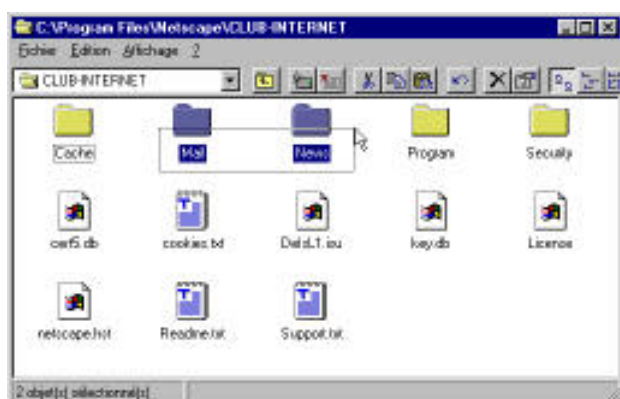 C:\Program Files\Netscape\CLUB-INTERNET
Fichier Edition Affichage ?
CLUB-INTERNET
Cache Mail News Program Security
cert5.db cookies.txt DeIsL1.isu key.db License
netscape.hst Readme.txt Support.txt
2 objet(s) sélectionné(s)